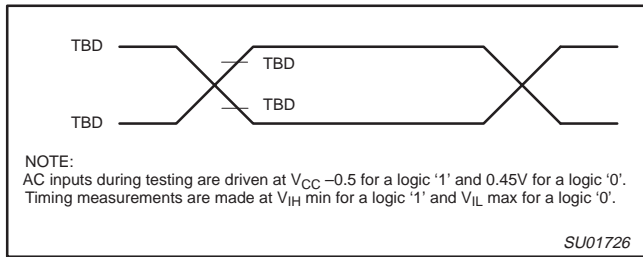 TBD
TBD
TBD
TBD
NOTE:
AC inputs during testing are driven at VCC –0.5 for a logic ‘1’ and 0.45V for a logic ‘0’.
Timing measurements are made at VIH min for a logic ‘1’ and VIL max for a logic ‘0’.
SU01726